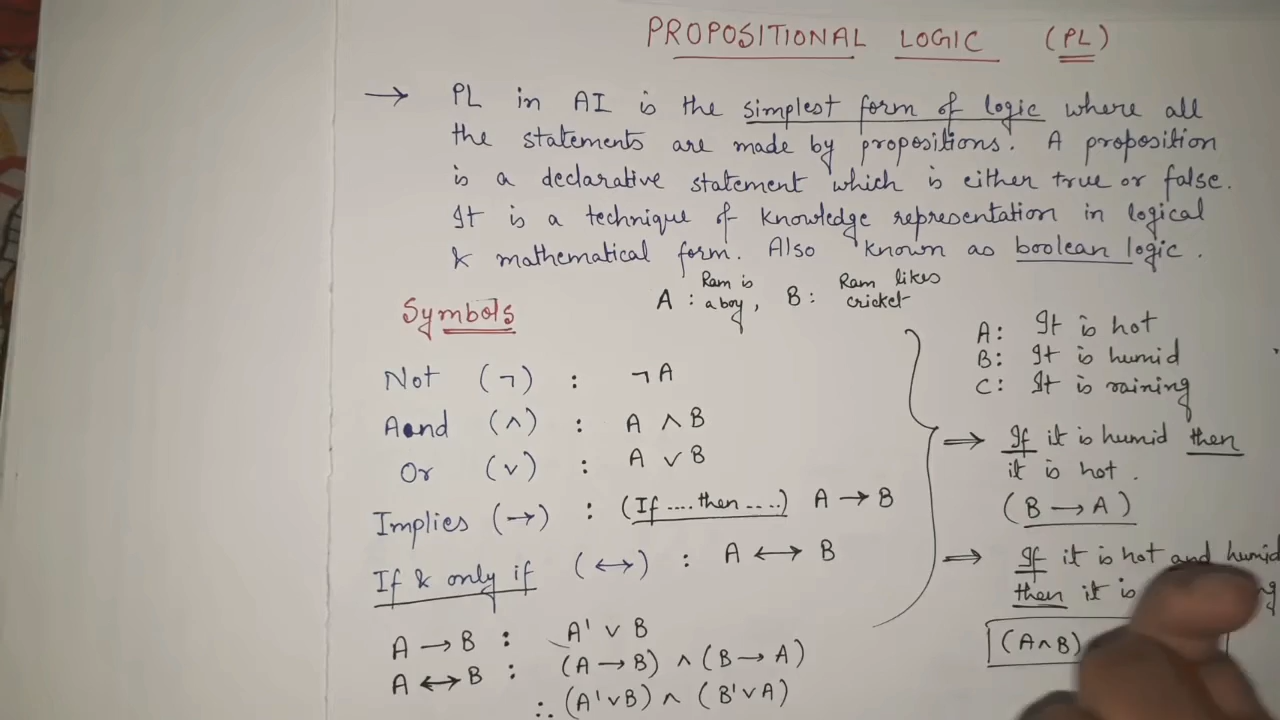 PROPOSITIONAL LOGIC (PL)
→ PL in AI is the simplest form of logic where all
the statements are made by propositions. A proposition
is a declarative statement which is either true or false.
It is a technique of knowledge representation in logical
& mathematical form. Also known as boolean logic.
A : Ram is a boy, B : Ram likes cricket
Symbols
Not (¬) : ¬A
And (∧) : A ∧ B
Or (∨) : A ∨ B
Implies (→) : (If ....then ....) A → B
If & only if (↔) : A ↔ B
A → B : A' ∨ B
A ↔ B : (A → B) ∧ (B → A)
∴ (A' ∨ B) ∧ (B' ∨ A)
A: It is hot
B: It is humid
C: It is raining
⇒ If it is humid then
it is hot.
(B → A)
⇒ If it is hot and humid
then it is
(A ∧ B)